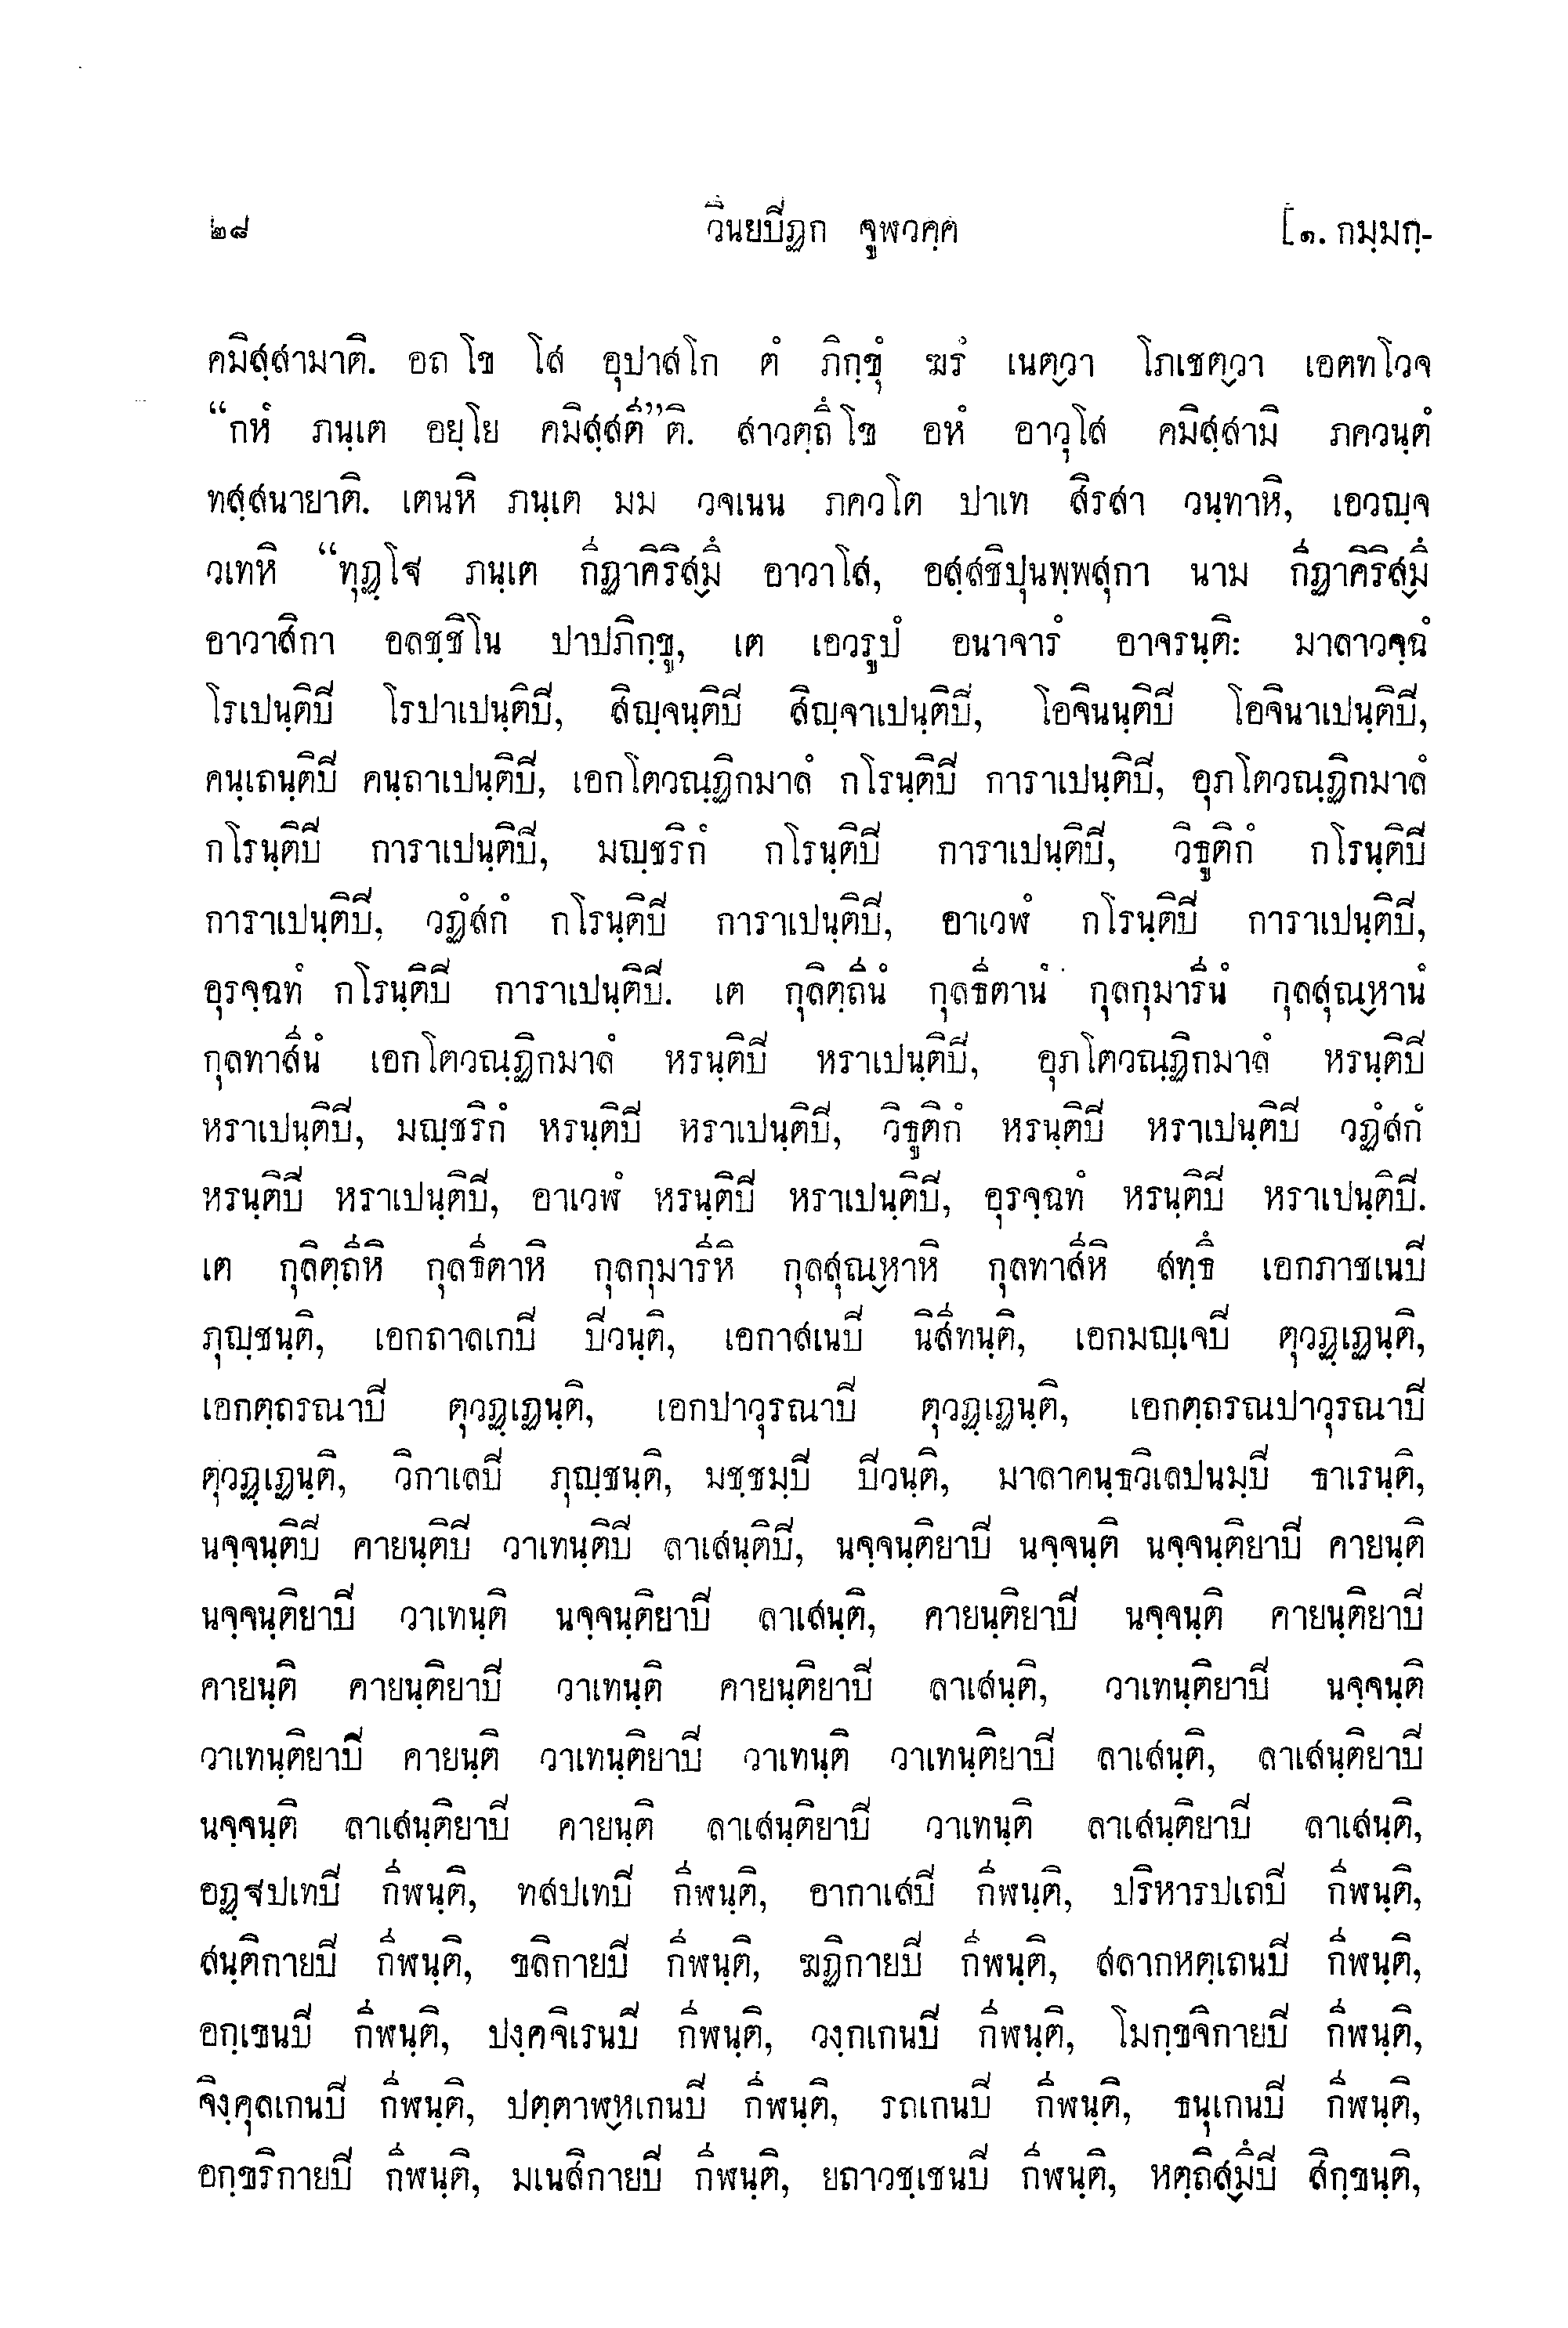 ๒๘ วินยปิฏก จูฬวคฺค [๑. กมฺมกฺ-
คมิสฺสามาติ. อถ โข โส อุปาสโก ตํ ภิกฺขุํ ฆรํ เนตฺวา โภเชตฺวา เอตทโวจ
“กหํ ภนฺเต อยฺโย คมิสฺสตี”ติ. สาวตฺถึ โข อหํ อาวุโส คมิสฺสามิ ภควนฺตํ
ทสฺสนายาติ. เตนหิ ภนฺเต มม วจเนน ภควโต ปาเท สิรสา วนฺทาหิ, เอวญฺจ
วเทหิ “ทุฏฺโฐ ภนฺเต กีฏาคิริสฺมึ อาวาโส, อสฺสชิปุนพฺพสุกา นาม กีฏาคิริสฺมึ
อาวาสิกา อลชฺชิโน ปาปภิกฺขู, เต เอวรูปํ อนาจารํ อาจรนฺติ: มาลาวจฺฉํ
โรเปนฺติปิ โรปาเปนฺติปิ, สิญฺจนฺติปิ สิญฺจาเปนฺติปิ, โอจินนฺติปิ โอจินาเปนฺติปิ,
คนฺเถนฺติปิ คนฺถาเปนฺติปิ, เอกโตวณฺฏิกมาลํ กโรนฺติปิ การาเปนฺติปิ, อุภโตวณฺฏิกมาลํ
กโรนฺติปิ การาเปนฺติปิ, มญฺชริกํ กโรนฺติปิ การาเปนฺติปิ, วิธูติกํ กโรนฺติปิ
การาเปนฺติปิ, วฏํสกํ กโรนฺติปิ การาเปนฺติปิ, อาเวฬํ กโรนฺติปิ การาเปนฺติปิ,
อุรจฺฉทํ กโรนฺติปิ การาเปนฺติปิ. เต กุลิตฺถีนํ กุลธีตานํ กุลกุมารีนํ กุลสุณฺหานํ
กุลทาสีนํ เอกโตวณฺฏิกมาลํ หรนฺติปิ หราเปนฺติปิ, อุภโตวณฺฏิกมาลํ หรนฺติปิ
หราเปนฺติปิ, มญฺชริกํ หรนฺติปิ หราเปนฺติปิ, วิธูติกํ หรนฺติปิ หราเปนฺติปิ วฏํสกํ
หรนฺติปิ หราเปนฺติปิ, อาเวฬํ หรนฺติปิ หราเปนฺติปิ, อุรจฺฉทํ หรนฺติปิ หราเปนฺติปิ.
เต กุลิตฺถีหิ กุลธีตาหิ กุลกุมารีหิ กุลสุณฺหาหิ กุลทาสีหิ สทฺธึ เอกภาชเนปิ
ภุญฺชนฺติ, เอกถาลเกปิ ปิวนฺติ, เอกาสเนปิ นิสีทนฺติ, เอกมญฺเจปิ ตุวฏฺเฏนฺติ,
เอกตฺถรณาปิ ตุวฏฺเฏนฺติ, เอกปาวุรณาปิ ตุวฏฺเฏนฺติ, เอกตฺถรณปาวุรณาปิ
ตุวฏฺเฏนฺติ, วิกาเลปิ ภุญฺชนฺติ, มชฺชมฺปิ ปิวนฺติ, มาลาคนฺธวิเลปนมฺปิ ธาเรนฺติ,
นจฺจนฺติปิ คายนฺติปิ วาเทนฺติปิ ลาเสนฺติปิ, นจฺจนฺติยาปิ นจฺจนฺติ นจฺจนฺติยาปิ คายนฺติ
นจฺจนฺติยาปิ วาเทนฺติ นจฺจนฺติยาปิ ลาเสนฺติ, คายนฺติยาปิ นจฺจนฺติ คายนฺติยาปิ
คายนฺติ คายนฺติยาปิ วาเทนฺติ คายนฺติยาปิ ลาเสนฺติ, วาเทนฺติยาปิ นจฺจนฺติ
วาเทนฺติยาปิ คายนฺติ วาเทนฺติยาปิ วาเทนฺติ วาเทนฺติยาปิ ลาเสนฺติ, ลาเสนฺติยาปิ
นจฺจนฺติ ลาเสนฺติยาปิ คายนฺติ ลาเสนฺติยาปิ วาเทนฺติ ลาเสนฺติยาปิ ลาเสนฺติ,
อฏฺฐปเทปิ กีฬนฺติ, ทสปเทปิ กีฬนฺติ, อากาเสปิ กีฬนฺติ, ปริหารปเถปิ กีฬนฺติ,
สนฺติกายปิ กีฬนฺติ, ขลิกายปิ กีฬนฺติ, ฆฏิกายปิ กีฬนฺติ, สลากหตฺเถนปิ กีฬนฺติ,
อกฺเขนปิ กีฬนฺติ, ปงฺคจิเรนปิ กีฬนฺติ, วงฺกเกนปิ กีฬนฺติ, โมกฺขจิกายปิ กีฬนฺติ,
จิงฺคุลเกนปิ กีฬนฺติ, ปตฺตาฬฺหเกนปิ กีฬนฺติ, รถเกนปิ กีฬนฺติ, ธนุเกนปิ กีฬนฺติ,
อกฺขริกายปิ กีฬนฺติ, มเนสิกายปิ กีฬนฺติ, ยถาวชฺเชนปิ กีฬนฺติ, หตฺถิสฺมึปิ สิกฺขนฺติ,